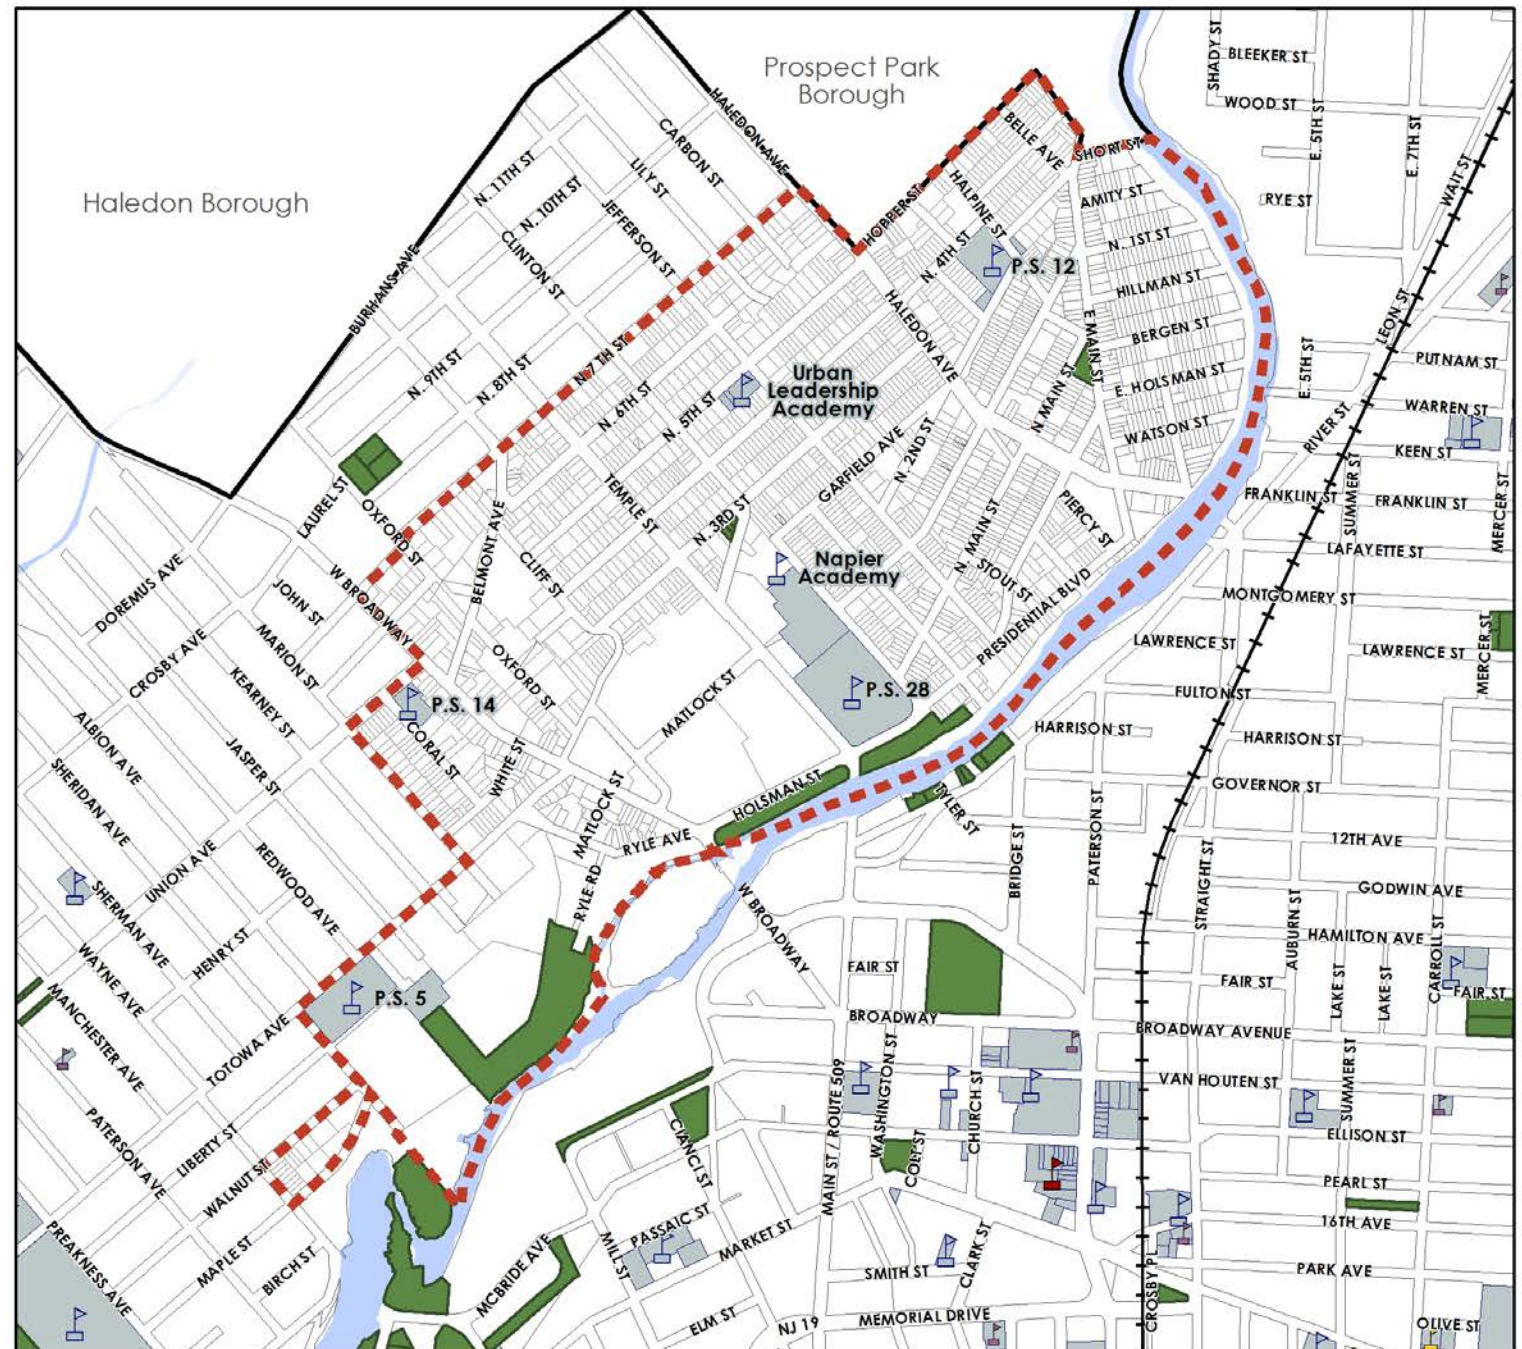 Prospect Park
Borough
Haledon Borough
SHADY ST
BLEEKER ST
WOOD ST
E. 5TH ST
E. 7TH ST
WAIT ST
RYE ST
HALEDON AVE
CARBON ST
LILY ST
N. 11TH ST
N. 10TH ST
JEFFERSON ST
CLINTON ST
BURHANS AVE
BELLE AVE
SHORT ST
HALPINE ST
HOPPER ST
AMITY ST
N. 4TH ST
P.S. 12
N. 1ST ST
HILLMAN ST
BERGEN ST
E. HOLSMAN ST
WATSON ST
E MAIN ST
N MAIN ST
HALEDON AVE
LEON ST
PUTNAM ST
E. 5TH ST
WARREN ST
RIVER ST
KEEN ST
N. 9TH ST
N. 8TH ST
N. 7TH ST
N. 6TH ST
N. 5TH ST
Urban
Leadership
Academy
GARFIELD AVE
N. 2ND ST
FRANKLIN ST
FRANKLIN ST
SUMMER ST
MERCER ST
LAUREL ST
OXFORD ST
BELMONT AVE
TEMPLE ST
N. 3RD ST
CLIFF ST
N. MAIN ST
PIERCY ST
STOUT ST
LAFAYETTE ST
MONTGOMERY ST
Napier
Academy
PRESIDENTIAL BLVD
LAWRENCE ST
LAWRENCE ST
MERCER ST
DOREMUS AVE
JOHN ST
W BROADWAY
MARION ST
CROSBY AVE
KEARNEY ST
OXFORD ST
MATLOCK ST
P.S. 28
P.S. 14
FULTON ST
HARRISON ST
HARRISON ST
GOVERNOR ST
ALBION AVE
JASPER ST
CORAL ST
WHITE ST
SHERIDAN AVE
MATLOCK ST
HOLSMAN ST
TYLER ST
RYLE AVE
BRIDGE ST
PATERSON ST
12TH AVE
STRAIGHT ST
GODWIN AVE
UNION AVE
REDWOOD AVE
SHERMAN AVE
RYLE RD
W BROADWAY
AUBURN ST
HAMILTON AVE
CARROLL ST
HENRY ST
WAYNE AVE
FAIR ST
FAIR ST
LAKE ST
LAKE ST
FAIR ST
P.S. 5
MANCHESTER AVE
TOTOWA AVE
BROADWAY
BROADWAY AVENUE
VAN HOUTEN ST
MAIN ST / ROUTE 509
WASHINGTON ST
CHURCH ST
SUMMER ST
ELLISON ST
PATERSON AVE
LIBERTY ST
CIANCI ST
COLT ST
PEARL ST
WALNUT ST
16TH AVE
PREAKNESS AVE
MAPLE ST
BIRCH ST
MCBRIDE AVE
MILL ST
PASSAIC ST
MARKET ST
CLARK ST
SMITH ST
CROSBY PL
PARK AVE
ELM ST
NJ 19
MEMORIAL DRIVE
OLIVE ST